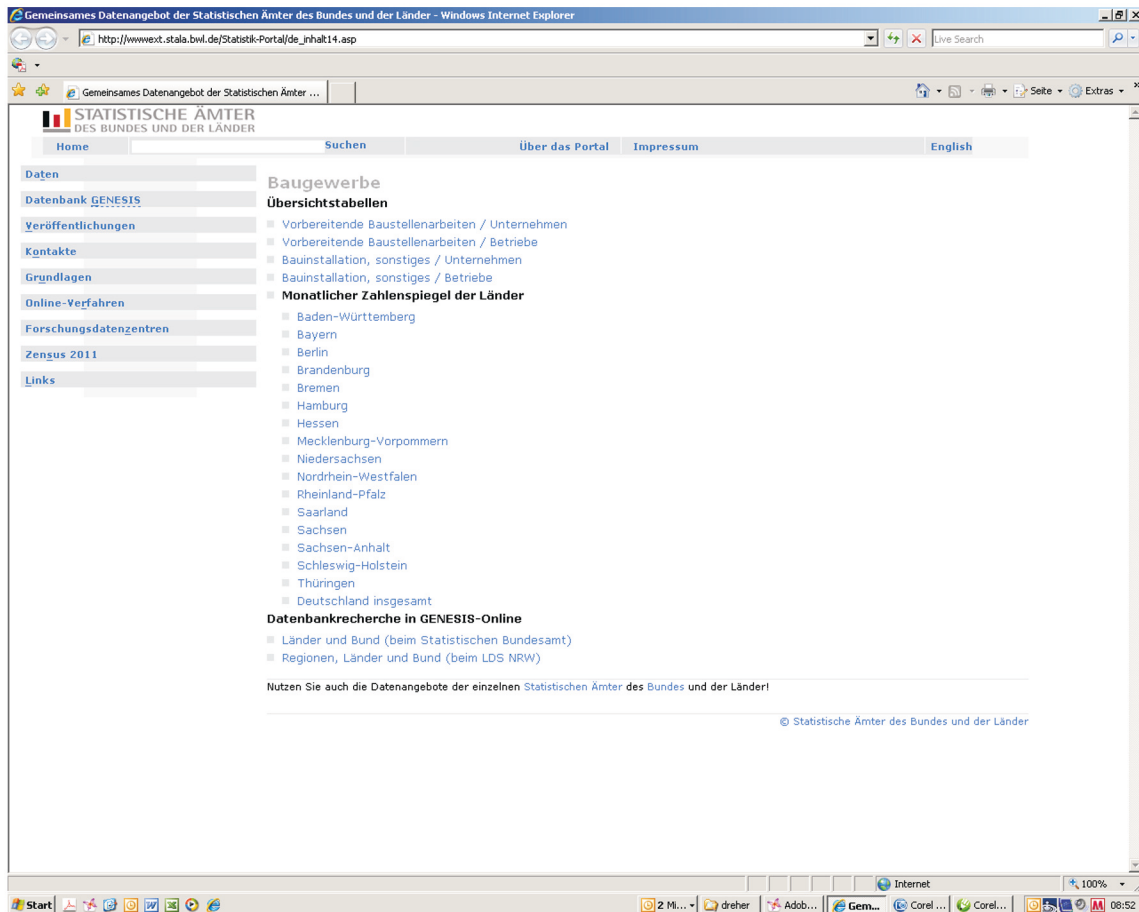 Gemeinsames Datenangebot der Statistischen Ämter des Bundes und der Länder - Windows Internet Explorer
http://wwwext.stala.bwl.de/Statistik-Portal/de_inhalt14.asp
Live Search
Gemeinsames Datenangebot der Statistischen Ämter ...
Seite
Extras
STATISTISCHE ÄMTER
DES BUNDES UND DER LÄNDER
Home
Suchen
Über das Portal
Impressum
English
Daten
Datenbank GENESIS
Veröffentlichungen
Kontakte
Grundlagen
Online-Verfahren
Forschungsdatenzentren
Zensus 2011
Links
Baugewerbe
Übersichtstabellen
Vorbereitende Baustellenarbeiten / Unternehmen
Vorbereitende Baustellenarbeiten / Betriebe
Bauinstallation, sonstiges / Unternehmen
Bauinstallation, sonstiges / Betriebe
Monatlicher Zahlenspiegel der Länder
Baden-Württemberg
Bayern
Berlin
Brandenburg
Bremen
Hamburg
Hessen
Mecklenburg-Vorpommern
Niedersachsen
Nordrhein-Westfalen
Rheinland-Pfalz
Saarland
Sachsen
Sachsen-Anhalt
Schleswig-Holstein
Thüringen
Deutschland insgesamt
Datenbankrecherche in GENESIS-Online
Länder und Bund (beim Statistischen Bundesamt)
Regionen, Länder und Bund (beim LDS NRW)
Nutzen Sie auch die Datenangebote der einzelnen Statistischen Ämter des Bundes und der Länder!
© Statistische Ämter des Bundes und der Länder
Internet
100%
Start
2 Mi...
dreher
Adob...
Gem...
Corel ...
Corel...
08:52